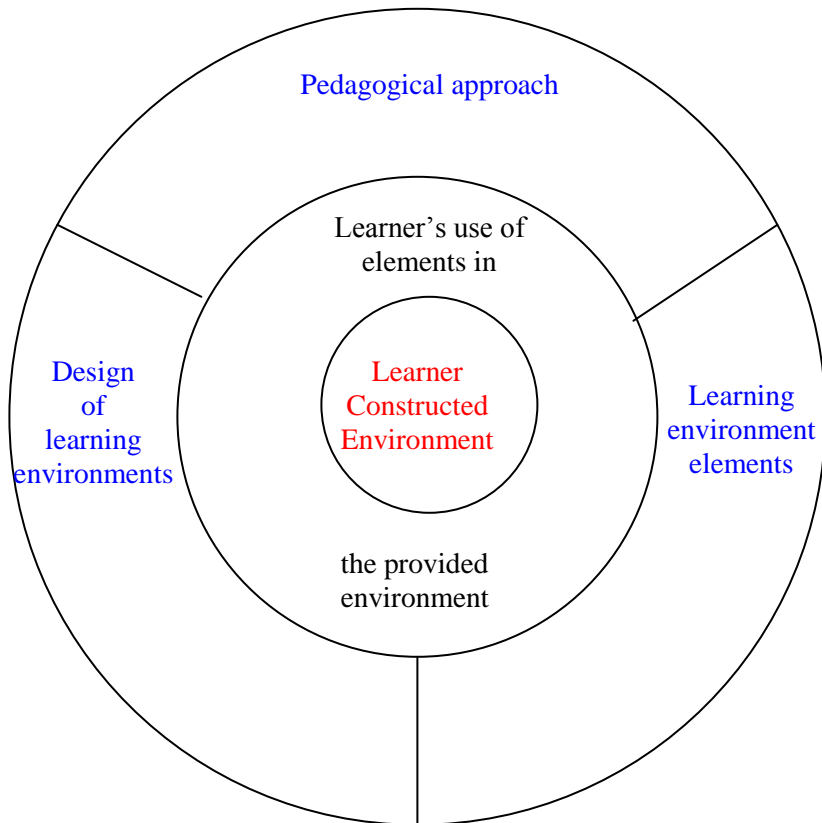 Pedagogical approach
Learner’s use of
elements in
Learner
Constructed
Environment
the provided
environment
Design
of
learning
environments
Learning
environment
elements